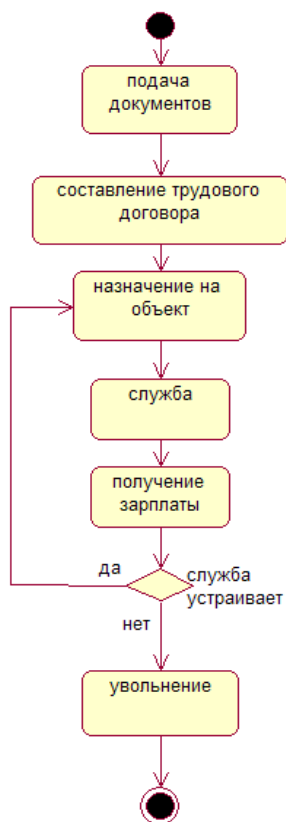 подача
документов
составление трудового
договора
назначение на
объект
служба
получение
зарплаты
да
служба
устраивает
нет
увольнение